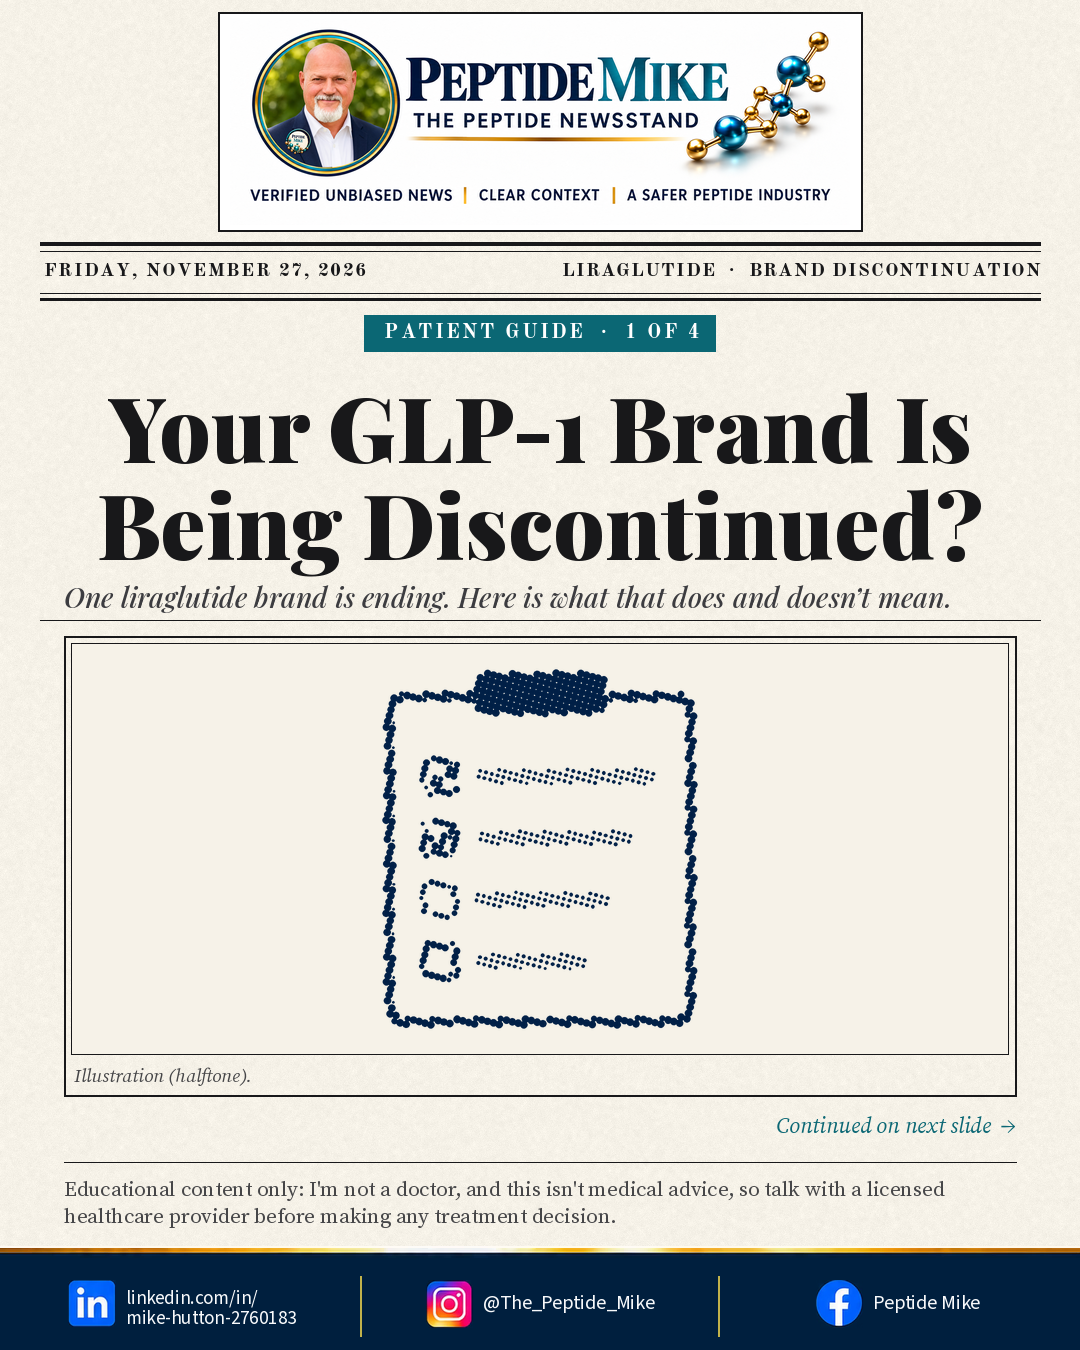 PEPTIDEMIKE
THE PEPTIDE NEWSSTAND
VERIFIED UNBIASED NEWS | CLEAR CONTEXT | A SAFER PEPTIDE INDUSTRY
FRIDAY, NOVEMBER 27, 2026
LIRAGLUTIDE · BRAND DISCONTINUATION
PATIENT GUIDE · 1 OF 4
Your GLP-1 Brand Is
Being Discontinued?
One liraglutide brand is ending. Here is what that does and doesn't mean.
Illustration (halftone).
Continued on next slide →
Educational content only: I'm not a doctor, and this isn't medical advice, so talk with a licensed
healthcare provider before making any treatment decision.
linkedin.com/in/
mike-hutton-2760183
@The_Peptide_Mike
Peptide Mike